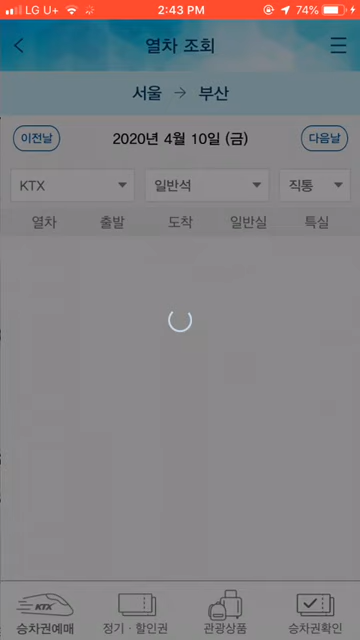 LG U+ 2:43 PM 74%
열차 조회
서울 → 부산
이전날 2020년 4월 10일 (금) 다음날
KTX 일반석 직통
열차 출발 도착 일반실 특실
KTX
승차권예매 정기 · 할인권 관광상품 승차권확인